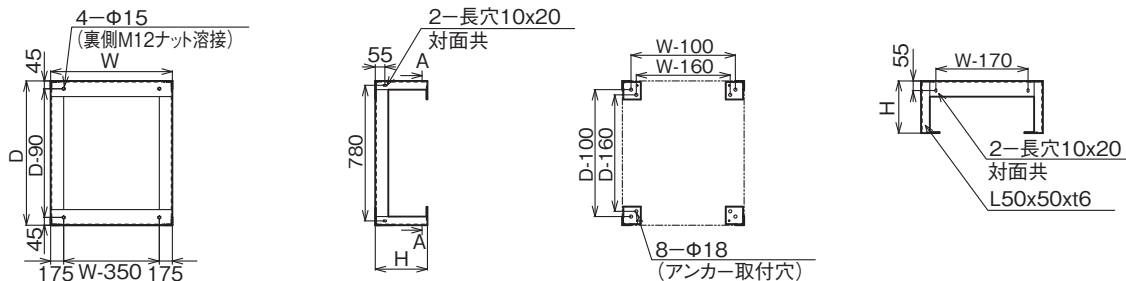 4−Φ15
（裏側M12ナット溶接）
W
45
D
D-90
45
175
W-350
175
2−長穴10x20
対面共
55
A
780
A
H
W-100
W-160
D-100
D-160
8−Φ18
（アンカー取付穴）
55
W-170
H
2−長穴10x20
対面共
L50x50xt6